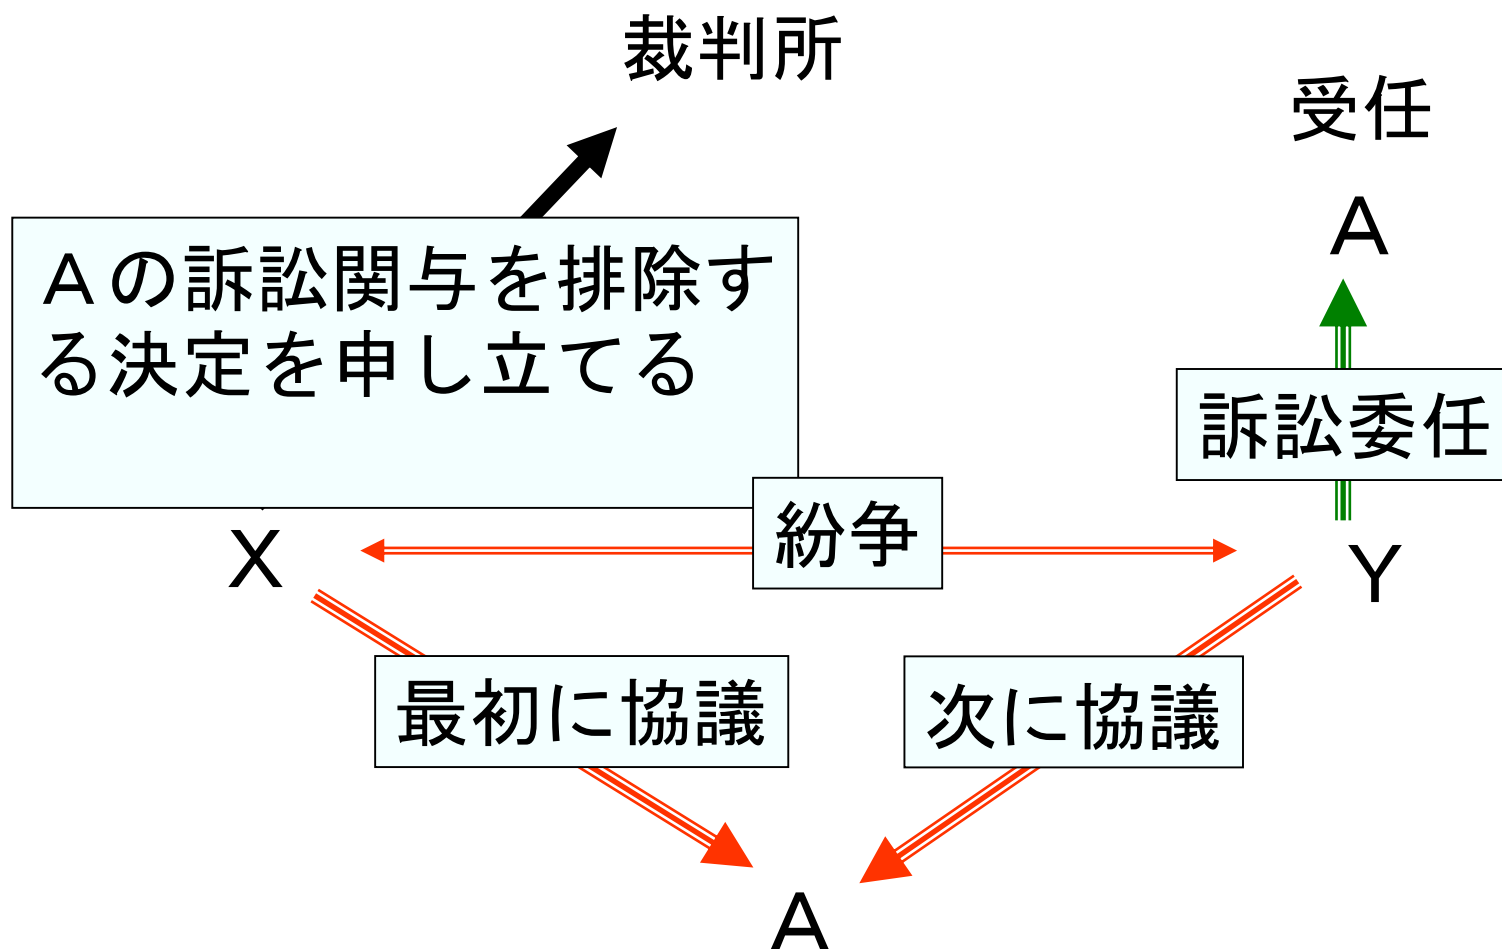 裁判所
受任
A
Aの訴訟関与を排除す
る決定を申し立てる
訴訟委任
紛争
X
Y
最初に協議
次に協議
A